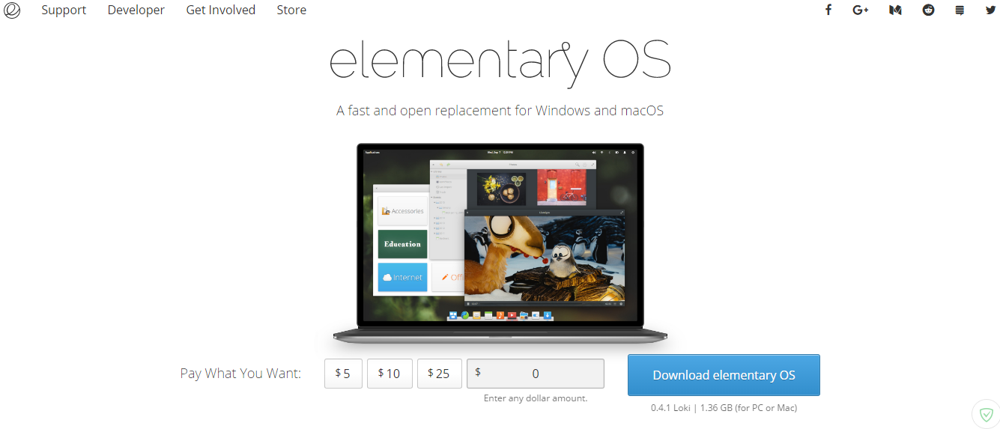 Support Developer Get Involved Store
elementary OS
A fast and open replacement for Windows and macOS
Applications
Accessories
Education
Internet
Pay What You Want:
$ 5
$ 10
$ 25
$ 0
Download elementary OS
Enter any dollar amount.
0.4.1 Loki | 1.36 GB (for PC or Mac)